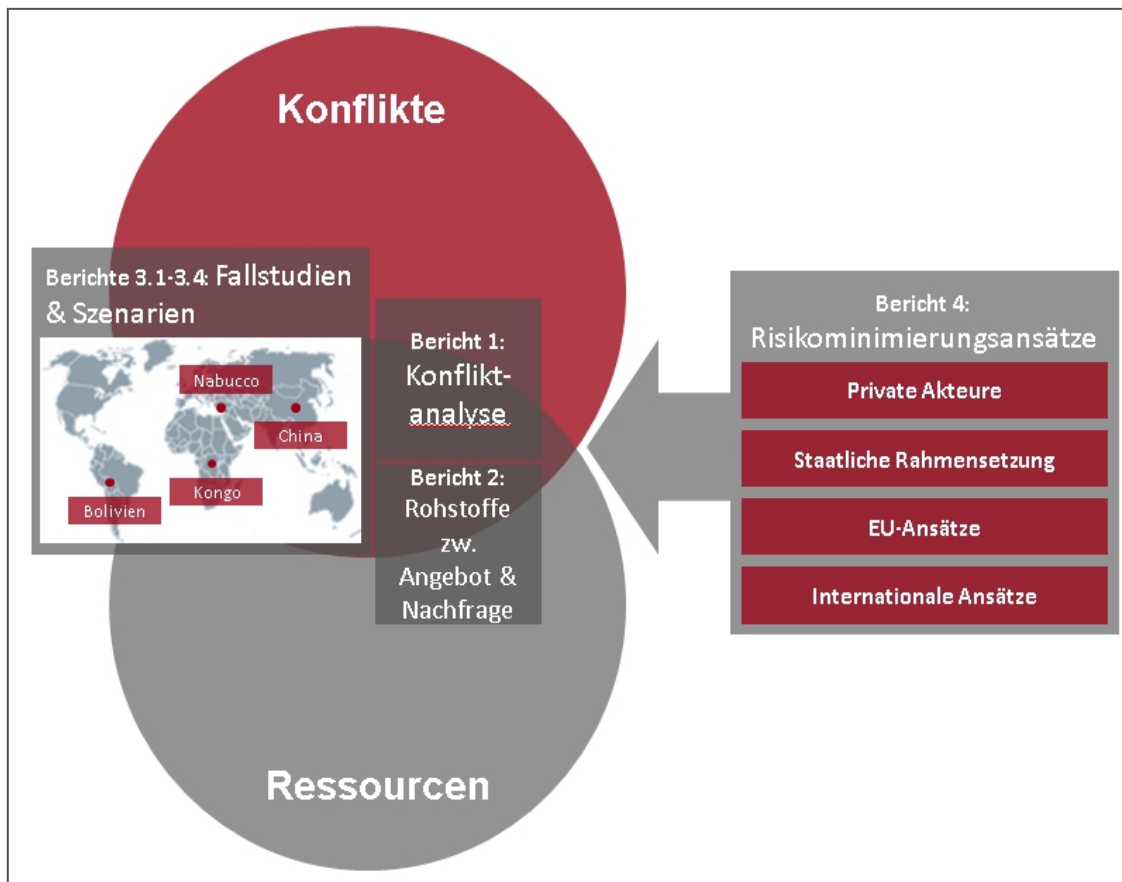 Konflikte
Berichte 3.1-3.4: Fallstudien
& Szenarien
Nabucco
China
Kongo
Bolivien
Bericht 1:
Konflikt-
analyse
Bericht 2:
Rohstoffe
zw.
Angebot &
Nachfrage
Ressourcen
Bericht 4:
Risikominimierungsansätze
Private Akteure
Staatliche Rahmensetzung
EU-Ansätze
Internationale Ansätze